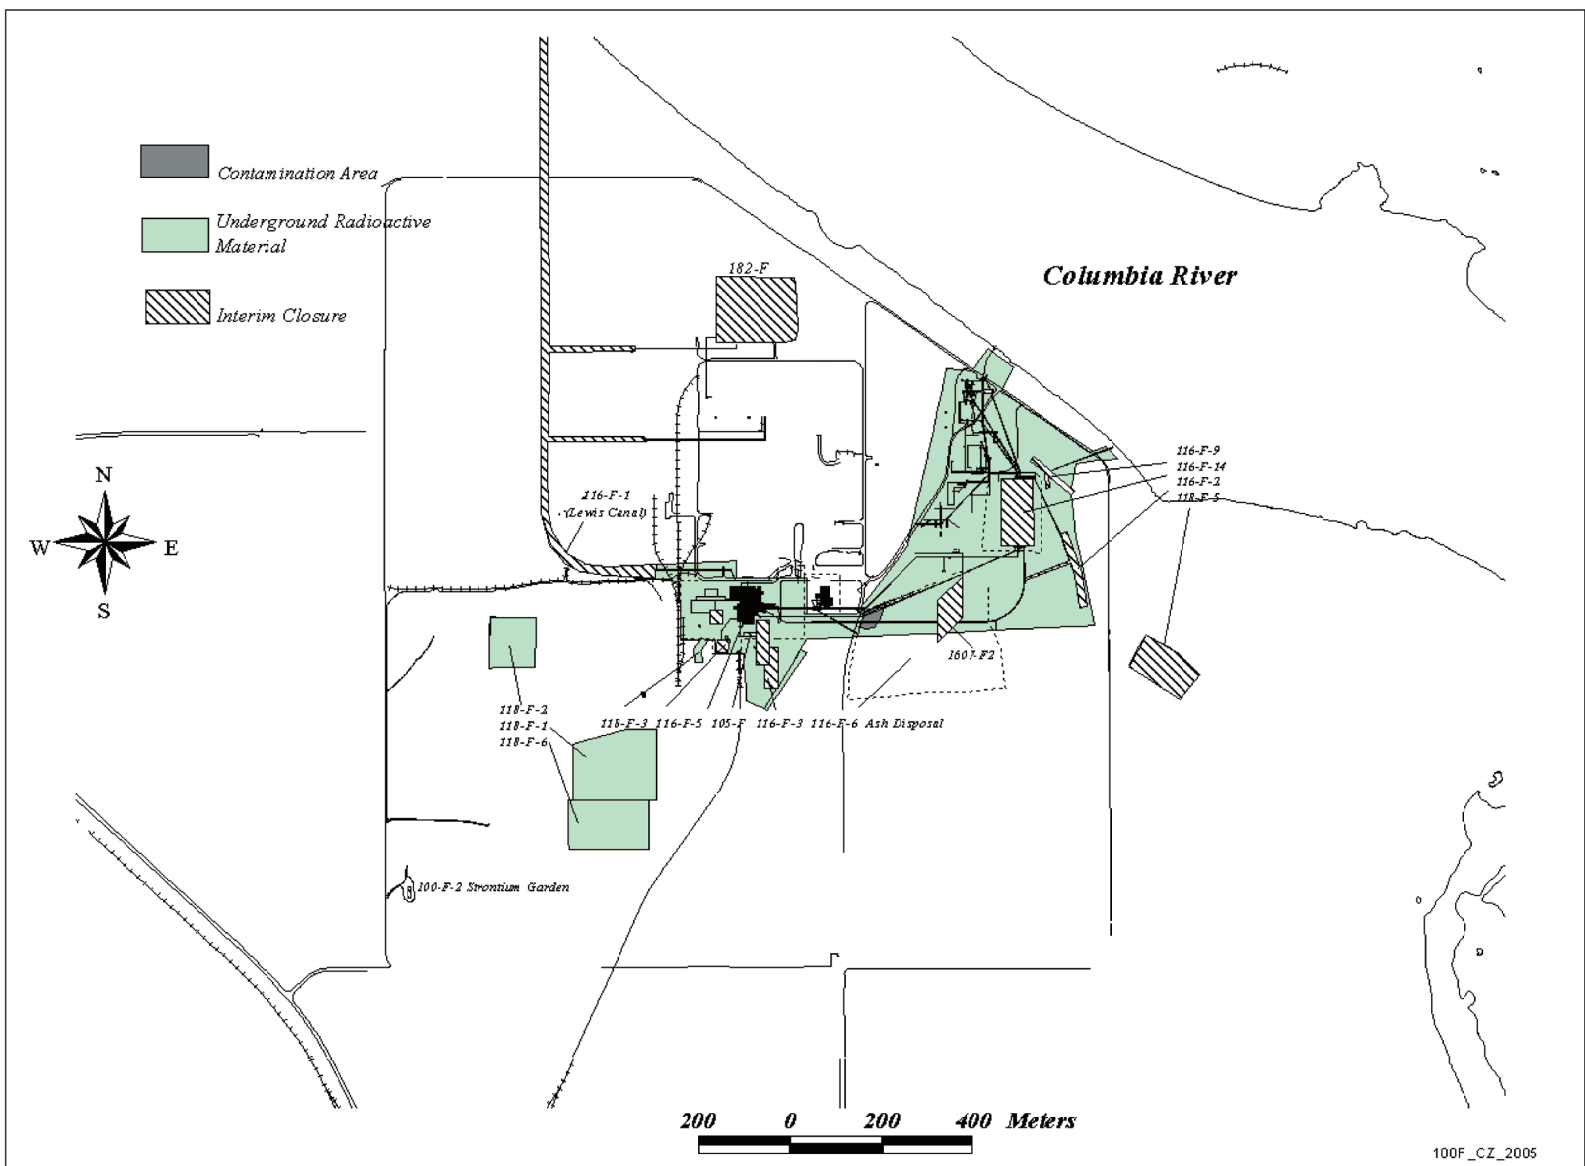 Contamination Area
Underground Radioactive
Material
Interim Closure
182-F
Columbia River
116-F-9
116-F-14
116-F-2
118-F-5
N
W E
S
116-F-1
(Lewis Canal)
1607-F2
118-F-2
118-F-1
118-F-6
118-F-3 116-F-5 105-F 116-F-3 116-F-6 Ash Disposal
100-F-2 Strontium Garden
200 0 200 400 Meters
100F_CZ_2005